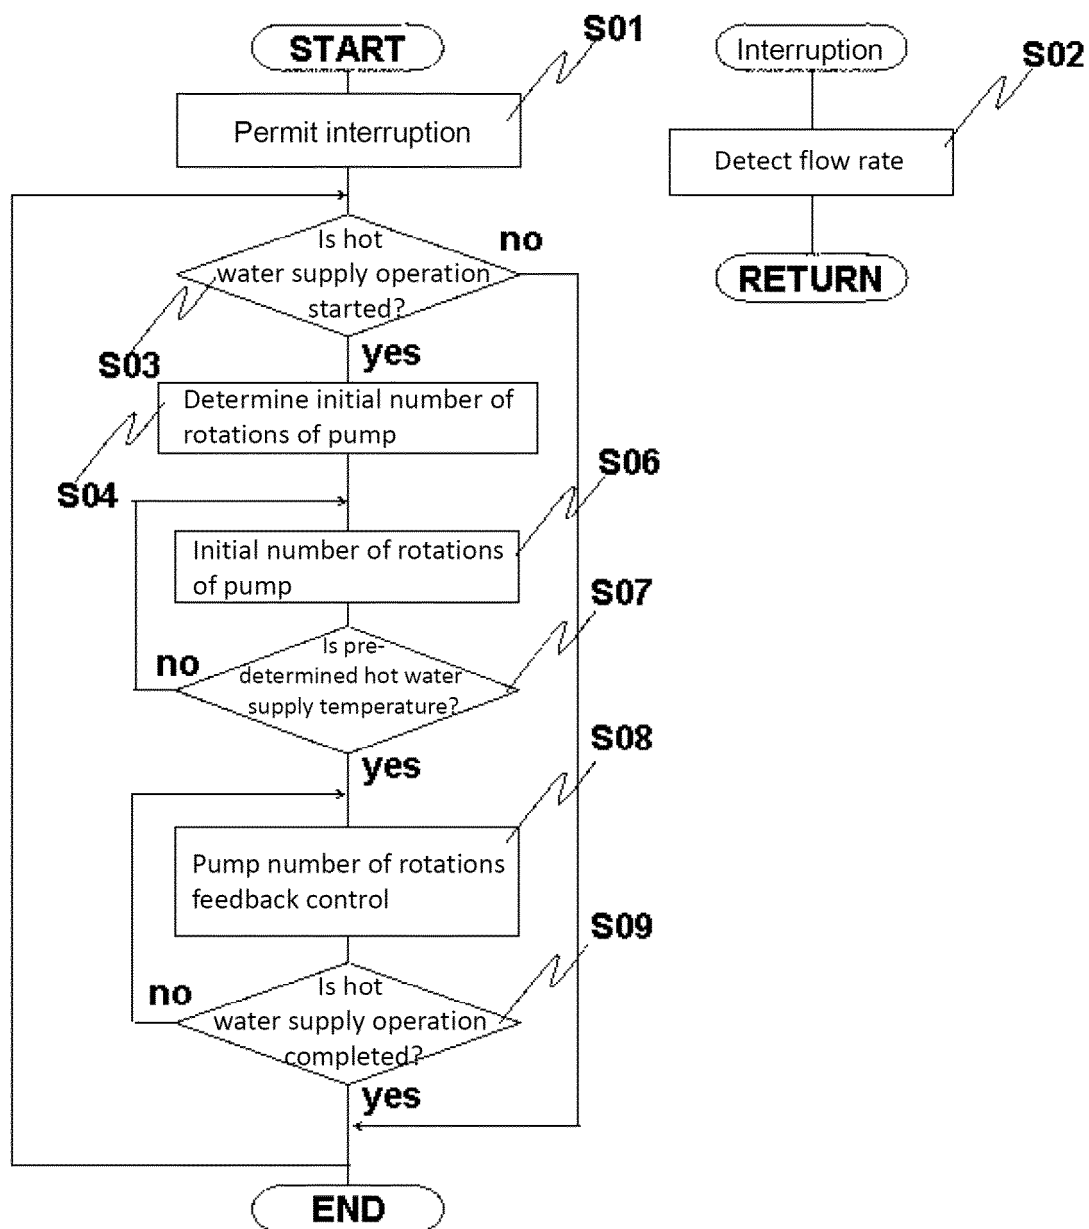 START
S01
Permit interruption
Interruption
S02
Detect flow rate
RETURN
Is hot
water supply operation
started?
no
S03
yes
Determine initial number of
rotations of pump
S04
S06
Initial number of rotations
of pump
S07
Is pre-
determined hot water
supply temperature?
no
yes
S08
Pump number of rotations
feedback control
S09
Is hot
water supply operation
completed?
no
yes
END